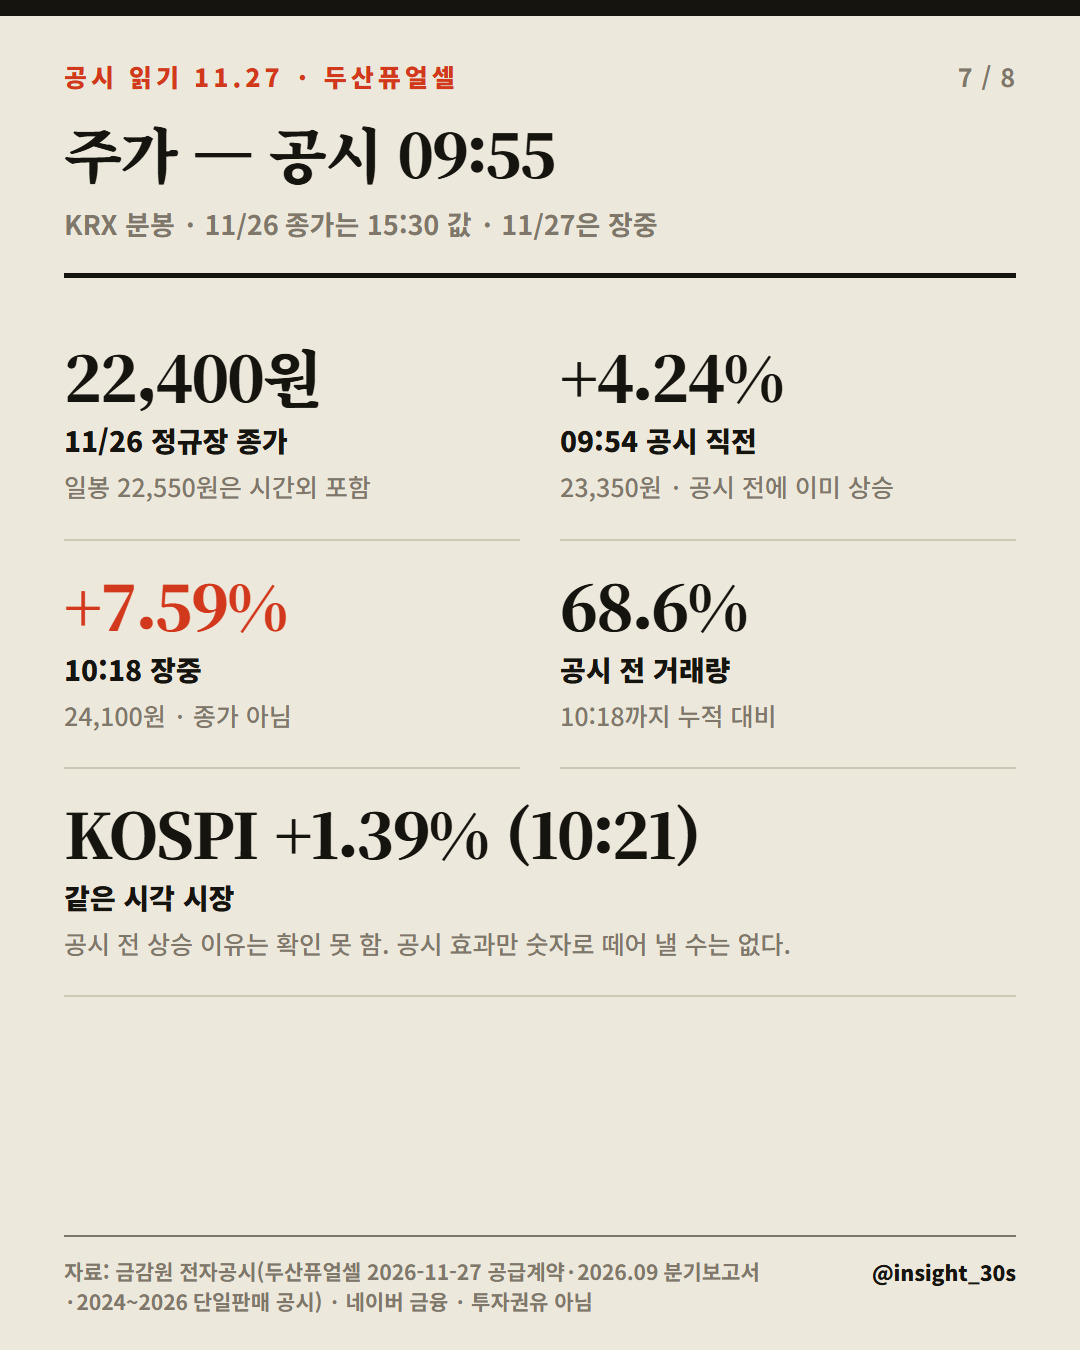 공시 읽기 11.27 · 두산퓨얼셀
7 / 8
주가 — 공시 09:55
KRX 분봉 · 11/26 종가는 15:30 값 · 11/27은 장중
22,400원
11/26 정규장 종가
일봉 22,550원은 시간외 포함
+4.24%
09:54 공시 직전
23,350원 · 공시 전에 이미 상승
+7.59%
10:18 장중
24,100원 · 종가 아님
68.6%
공시 전 거래량
10:18까지 누적 대비
KOSPI +1.39% (10:21)
같은 시각 시장
공시 전 상승 이유는 확인 못 함. 공시 효과만 숫자로 떼어 낼 수는 없다.
자료: 금감원 전자공시(두산퓨얼셀 2026-11-27 공급계약·2026.09 분기보고서
·2024~2026 단일판매 공시) · 네이버 금융 · 투자권유 아님
@insight_30s